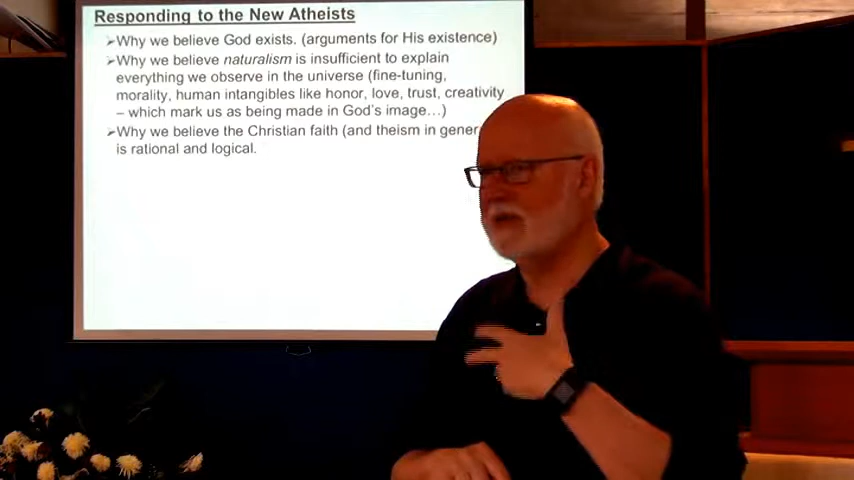 Responding to the New Atheists
➢Why we believe God exists. (arguments for His existence)
➢Why we believe naturalism is insufficient to explain
everything we observe in the universe (fine-tuning,
morality, human intangibles like honor, love, trust, creativity
– which mark us as being made in God's image…)
➢Why we believe the Christian faith (and theism in gener
is rational and logical.